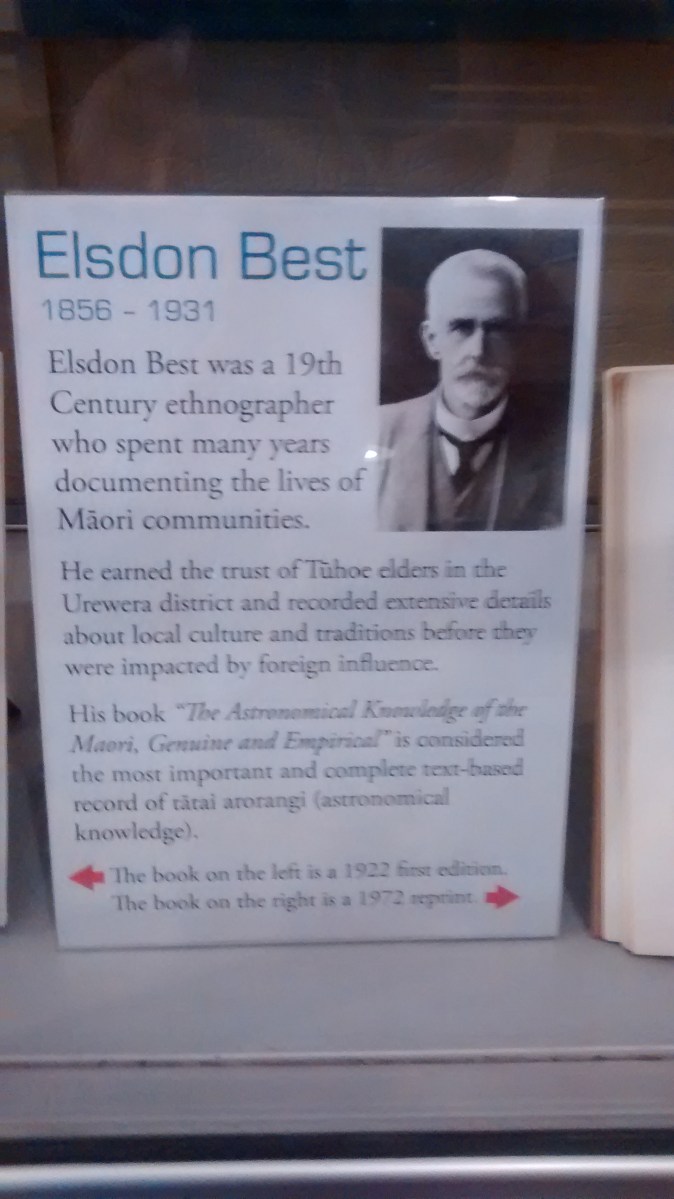 Elsdon Best
1856 - 1931
Elsdon Best was a 19th
Century ethnographer
who spent many years
documenting the lives of
Māori communities.
He earned the trust of Tūhoe elders in the
Urewera district and recorded extensive details
about local culture and traditions before they
were impacted by foreign influence.
His book "The Astronomical Knowledge of the
Maori, Genuine and Empirical" is considered
the most important and complete text-based
record of tātai arorangi (astronomical
knowledge).
The book on the left is a 1922 first edition.
The book on the right is a 1972 reprint.